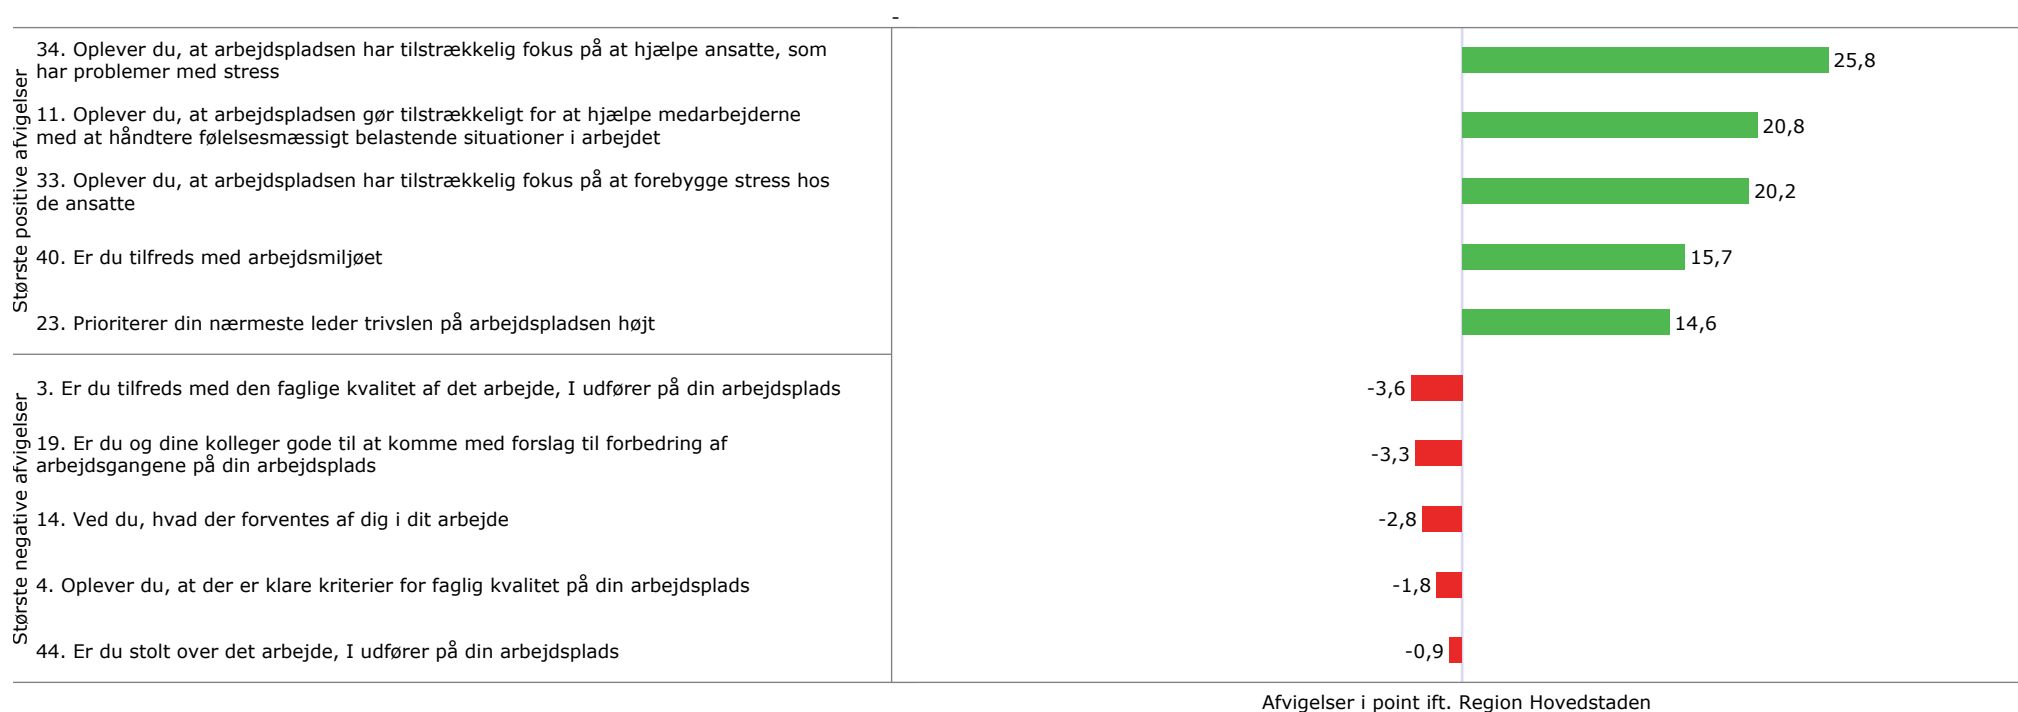 -
Største positive afvigelser
34. Oplever du, at arbejdspladsen har tilstrækkelig fokus på at hjælpe ansatte, som
har problemer med stress
25,8
11. Oplever du, at arbejdspladsen gør tilstrækkeligt for at hjælpe medarbejderne
med at håndtere følelsesmæssigt belastende situationer i arbejdet
20,8
33. Oplever du, at arbejdspladsen har tilstrækkelig fokus på at forebygge stress hos
de ansatte
20,2
40. Er du tilfreds med arbejdsmiljøet
15,7
23. Prioriterer din nærmeste leder trivslen på arbejdspladsen højt
14,6
Største negative afvigelser
3. Er du tilfreds med den faglige kvalitet af det arbejde, I udfører på din arbejdsplads
-3,6
19. Er du og dine kolleger gode til at komme med forslag til forbedring af
arbejdsgangene på din arbejdsplads
-3,3
14. Ved du, hvad der forventes af dig i dit arbejde
-2,8
4. Oplever du, at der er klare kriterier for faglig kvalitet på din arbejdsplads
-1,8
44. Er du stolt over det arbejde, I udfører på din arbejdsplads
-0,9
Afvigelser i point ift. Region Hovedstaden